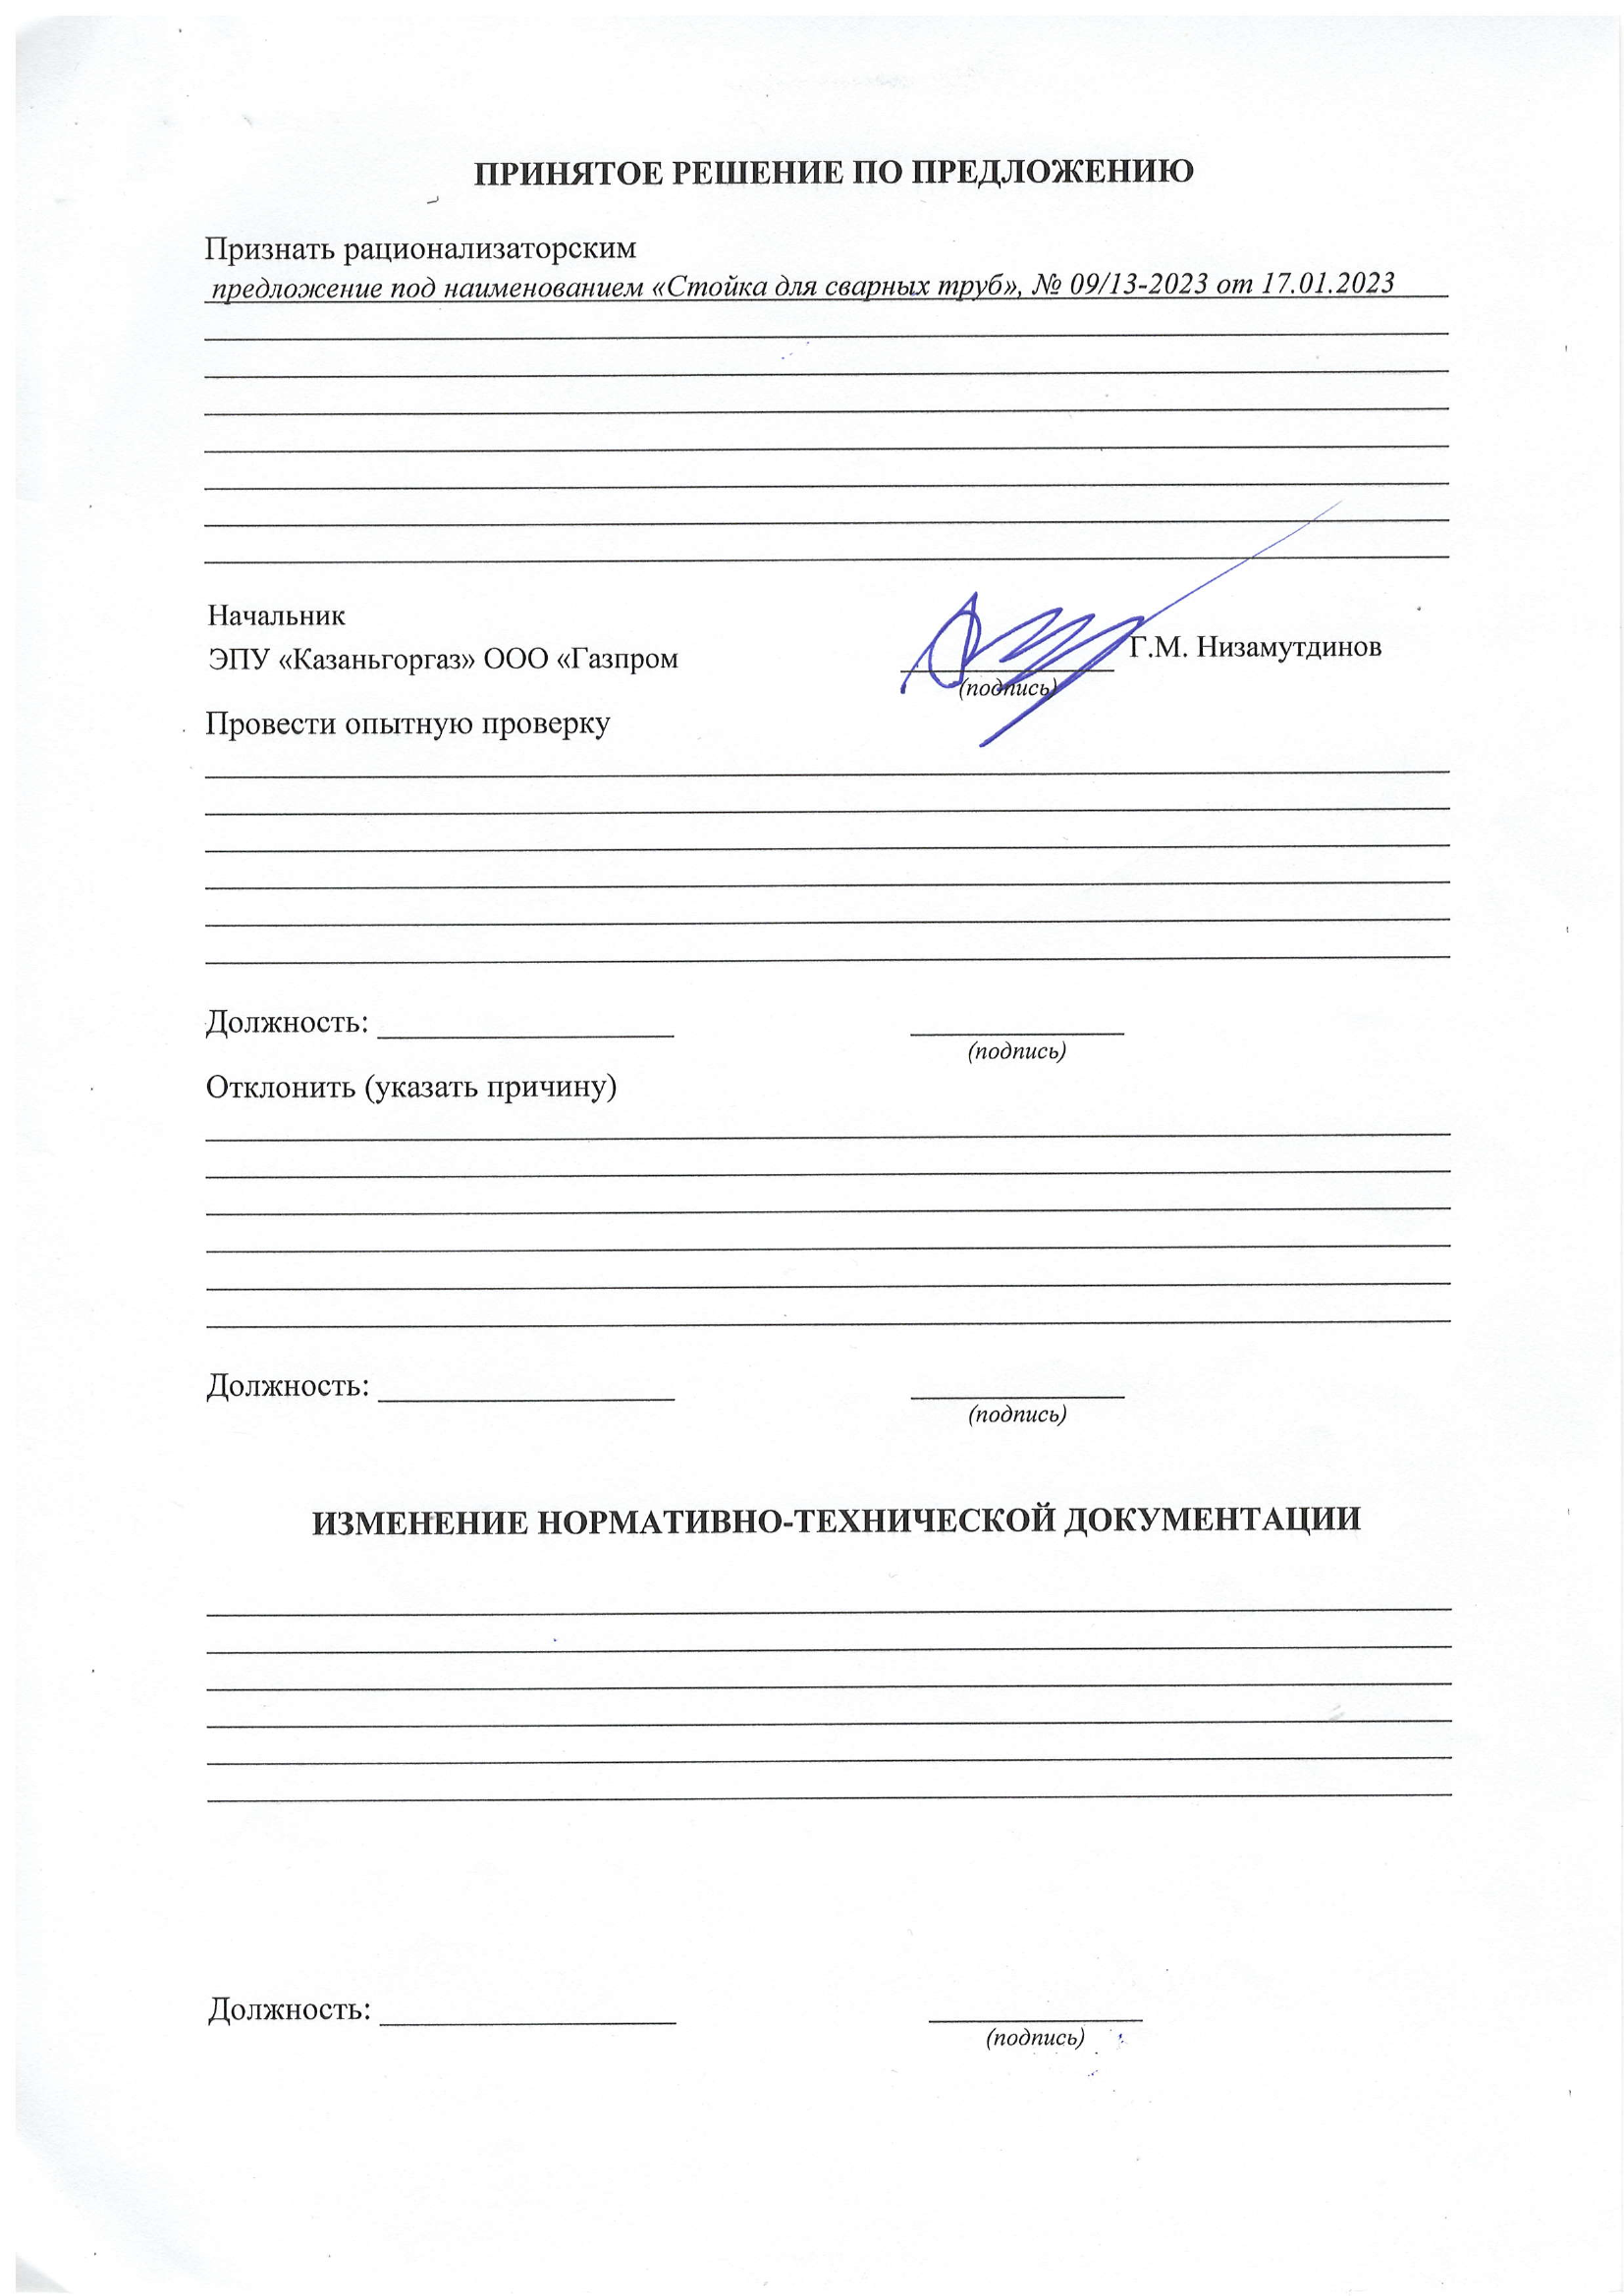 ПРИНЯТОЕ РЕШЕНИЕ ПО ПРЕДЛОЖЕНИЮ
Признать рационализаторским
предложение под наименованием «Стойка для сварных труб», № 09/13-2023 от 17.01.2023
Начальник
ЭПУ «Казаньгоргаз» ООО «Газпром
Г.М. Низамутдинов
(подпись)
Провести опытную проверку
Должность:
(подпись)
Отклонить (указать причину)
Должность:
(подпись)
ИЗМЕНЕНИЕ НОРМАТИВНО-ТЕХНИЧЕСКОЙ ДОКУМЕНТАЦИИ
Должность:
(подпись)